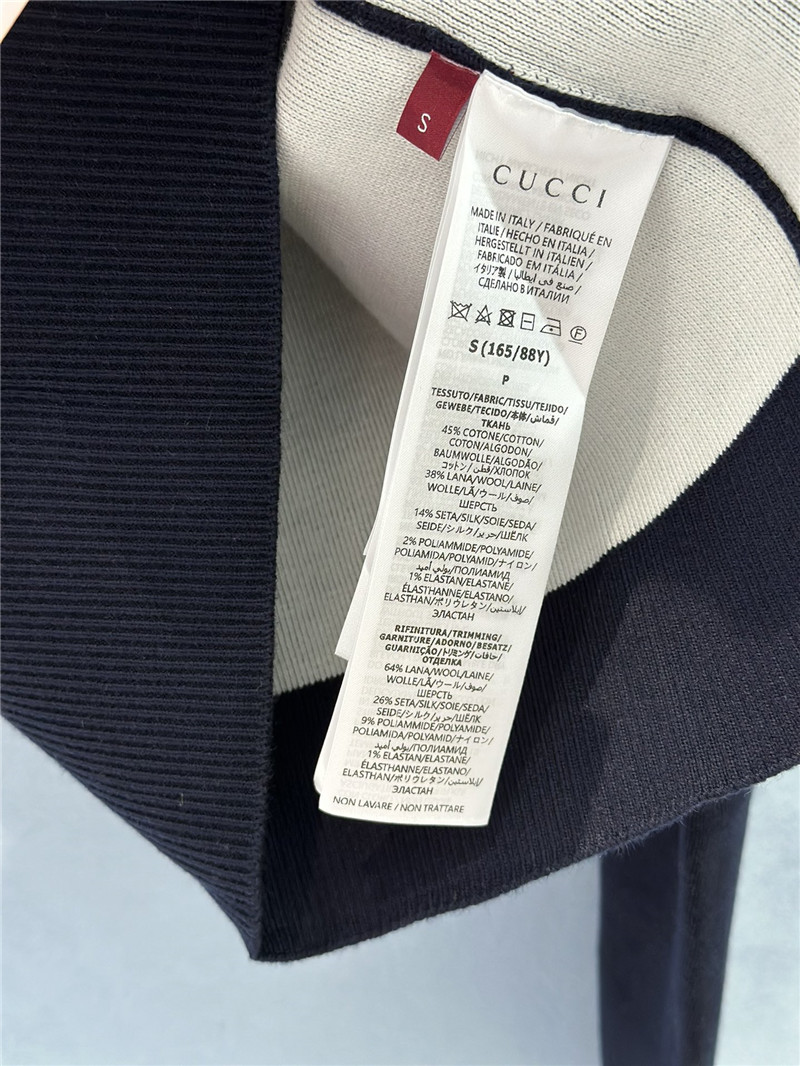 S
CUCCI
MADE IN ITALY / FABRIQUÉ EN
ITALIE / HECHO EN ITALIA /
HERGESTELLT IN ITALIEN /
FABRICADO EM ITÁLIA /
イタリア製 / صنع في إيطاليا /
СДЕЛАНО В ИТАЛИИ
F
S (165/88Y)
P
TESSUTO/FABRIC/TISSU/TEJIDO/
GEWEBE/TECIDO/本体/قماش/
ТКАНЬ
45% COTONE/COTTON/
COTON/ALGODON/
BAUMWOLLE/ALGODÃO/
コットン/قطن/ХЛОПОК
38% LANA/WOOL/LAINE/
WOLLE/LÃ/ウール/صوف/
ШЕРСТЬ
14% SETA/SILK/SOIE/SEDA/
SEIDE/シルク/حرير/ШЁЛК
2% POLIAMMIDE/POLYAMIDE/
POLIAMIDA/POLYAMID/ナイロン/
بولي أميد/ПОЛИАМИД
1% ELASTAN/ELASTANE/
ÉLASTHANNE/ELASTANO/
ELASTHAN/ポリウレタン/إيلاستين/
ЭЛАСТАН
RIFINITURA/TRIMMING/
GARNITURE/ADORNO/BESATZ/
GUARNIÇÃO/トリミング/حافات/
ОТДЕЛКА
64% LANA/WOOL/LAINE/
WOLLE/LÃ/ウール/صوف/
ШЕРСТЬ
26% SETA/SILK/SOIE/SEDA/
SEIDE/シルク/حرير/ШЁЛК
9% POLIAMMIDE/POLYAMIDE/
POLIAMIDA/POLYAMID/ナイロン/
بولي أميد/ПОЛИАМИД
1% ELASTAN/ELASTANE/
ÉLASTHANNE/ELASTANO/
ELASTHAN/ポリウレタン/إيلاستين/
ЭЛАСТАН
NON LAVARE / NON TRATTARE